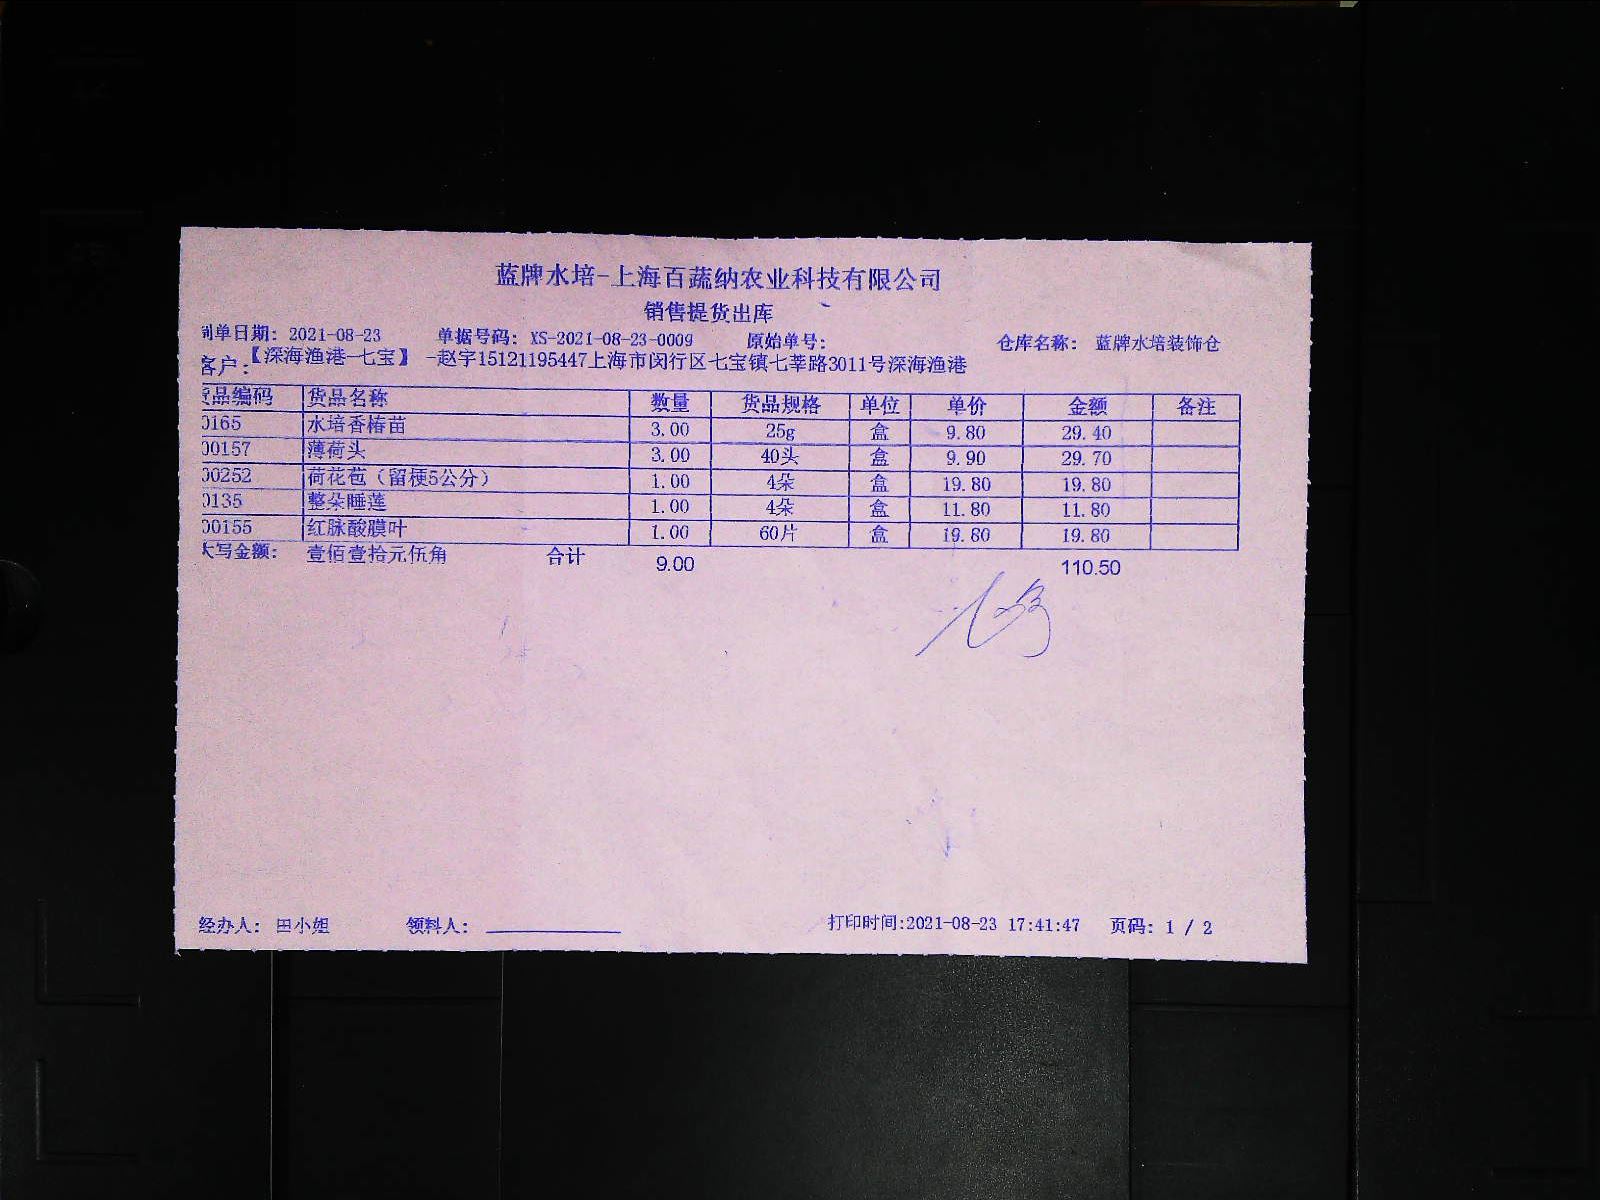 蓝牌水培-上海百蔬纳农业科技有限公司
销售提货出库
制单日期: 2021-08-23 单据号码: XS-2021-08-23-0009 原始单号: 仓库名称: 蓝牌水培装饰仓
客户: 【深海渔港-七宝】 -赵宇15121195447上海市闵行区七宝镇七莘路3011号深海渔港
货品编码 货品名称 数量 货品规格 单位 单价 金额 备注
0165 水培香椿苗 3.00 25g 盒 9.80 29.40
00157 薄荷头 3.00 40头 盒 9.90 29.70
00252 荷花苞（留梗5公分） 1.00 4朵 盒 19.80 19.80
0135 整朵睡莲 1.00 4朵 盒 11.80 11.80
00155 红脉酸膜叶 1.00 60片 盒 19.80 19.80
大写金额: 壹佰壹拾元伍角 合计 9.00 110.50
经办人: 田小姐 领料人: 打印时间:2021-08-23 17:41:47 页码: 1 / 2